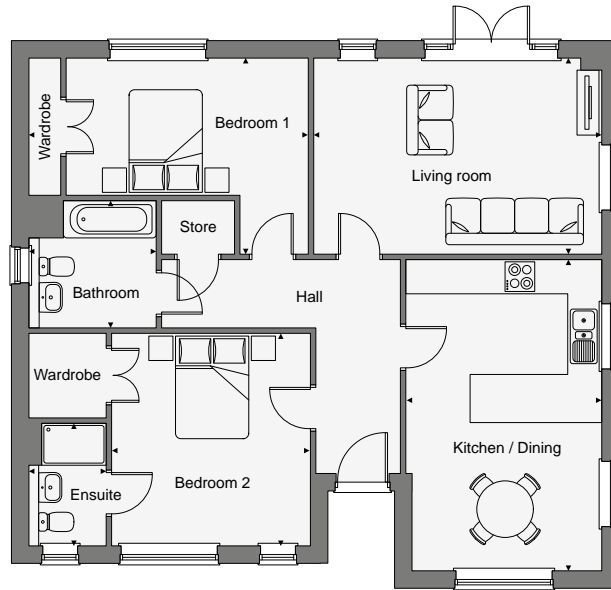 Wardrobe
Bedroom 1
Living room
Store
Bathroom
Hall
Wardrobe
Kitchen / Dining
Bedroom 2
Ensuite